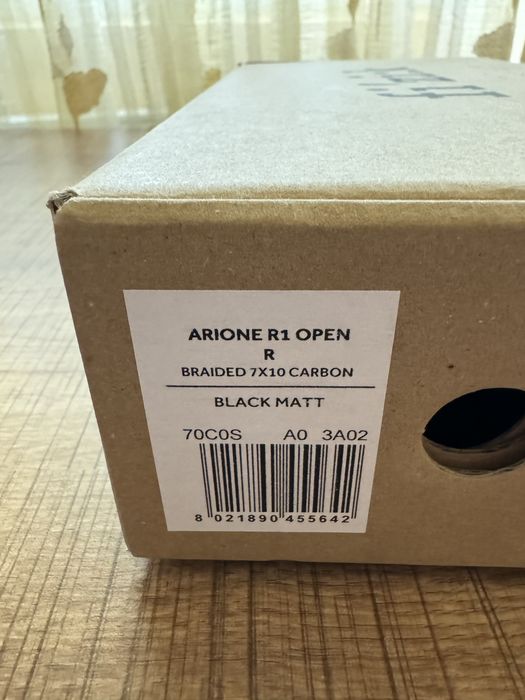 ARIONE R1 OPEN
R
BRAIDED 7X10 CARBON
BLACK MATT
70C0S A0 3A02
8 021890 455642